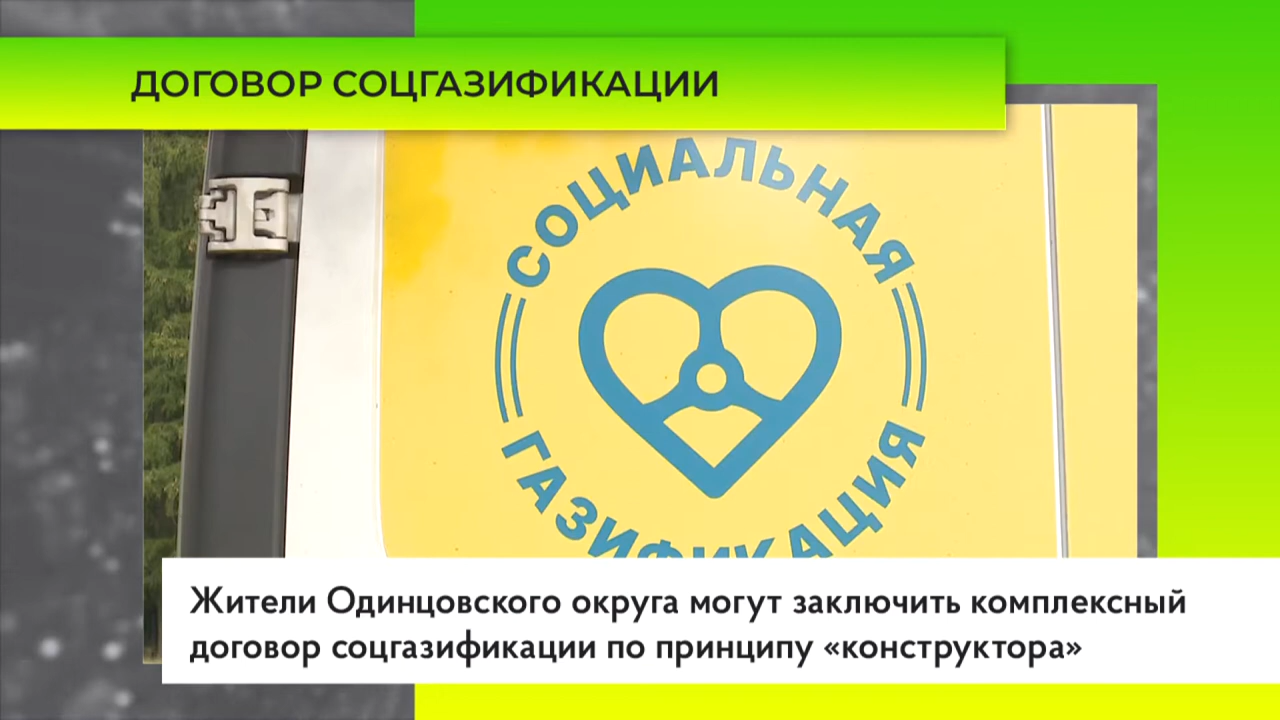 ДОГОВОР СОЦГАЗИФИКАЦИИ
СОЦИАЛЬНАЯ
ГАЗИФИКАЦИЯ
Жители Одинцовского округа могут заключить комплексный
договор соцгазификации по принципу «конструктора»